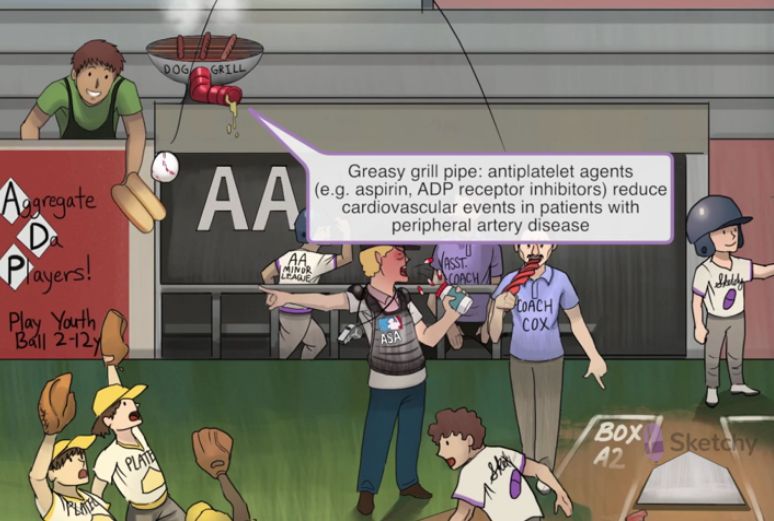 DOG GRILL
Greasy grill pipe: antiplatelet agents
(e.g. aspirin, ADP receptor inhibitors) reduce
cardiovascular events in patients with
peripheral artery disease
AA
Aggregate
Da
Players!
Play Youth
Ball 2-12y
AA
MINOR
LEAGUE
ASST.
COACH
COACH
COX
ASA
Sketchy
PLATE
BOX
A2
Sketchy